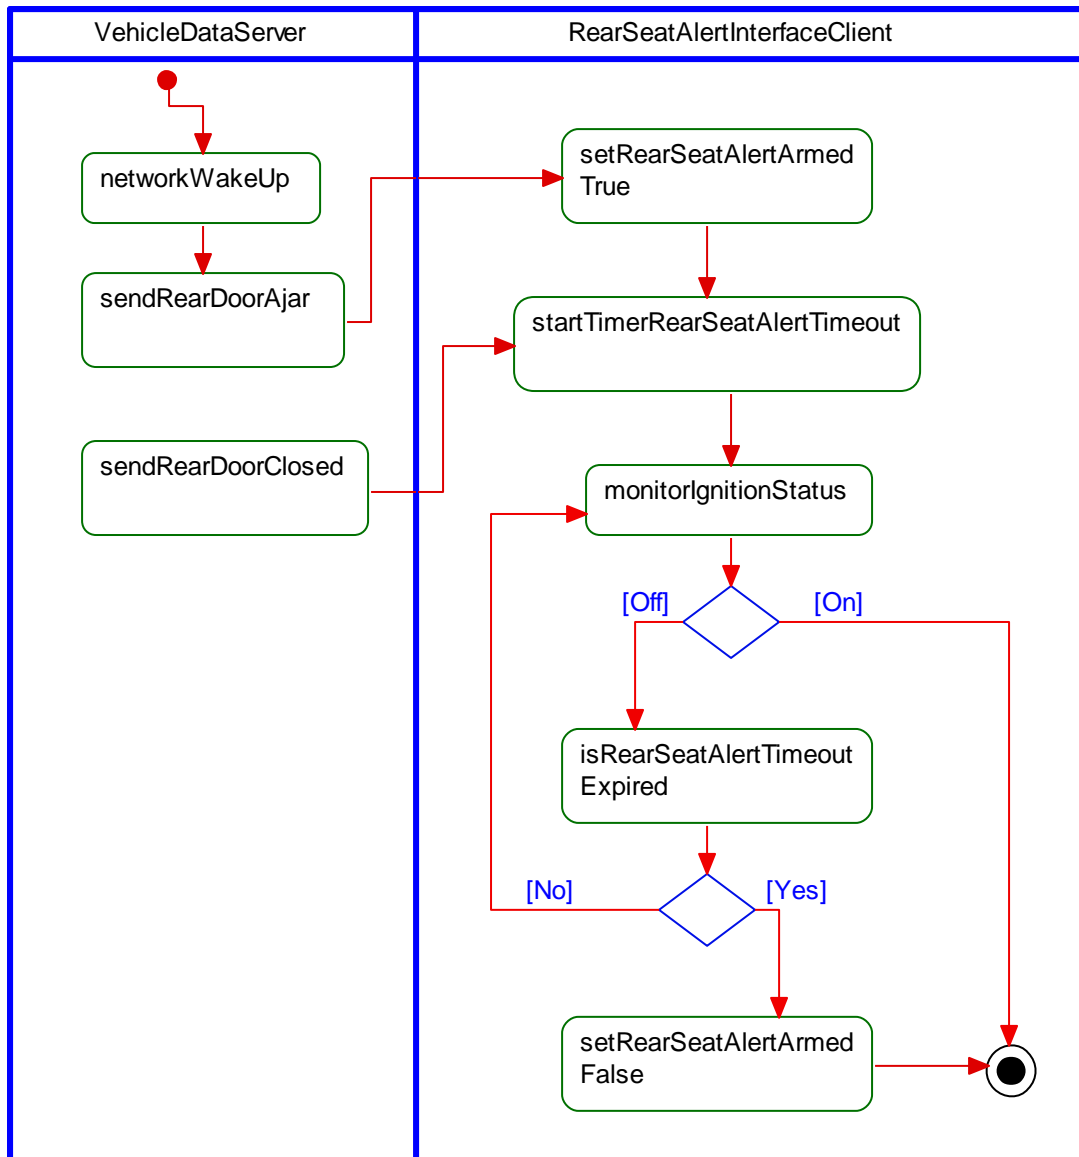 VehicleDataServer
RearSeatAlertInterfaceClient
networkWakeUp
setRearSeatAlertArmed
True
sendRearDoorAjar
startTimerRearSeatAlertTimeout
sendRearDoorClosed
monitorIgnitionStatus
[Off]
[On]
isRearSeatAlertTimeout
Expired
[No]
[Yes]
setRearSeatAlertArmed
False